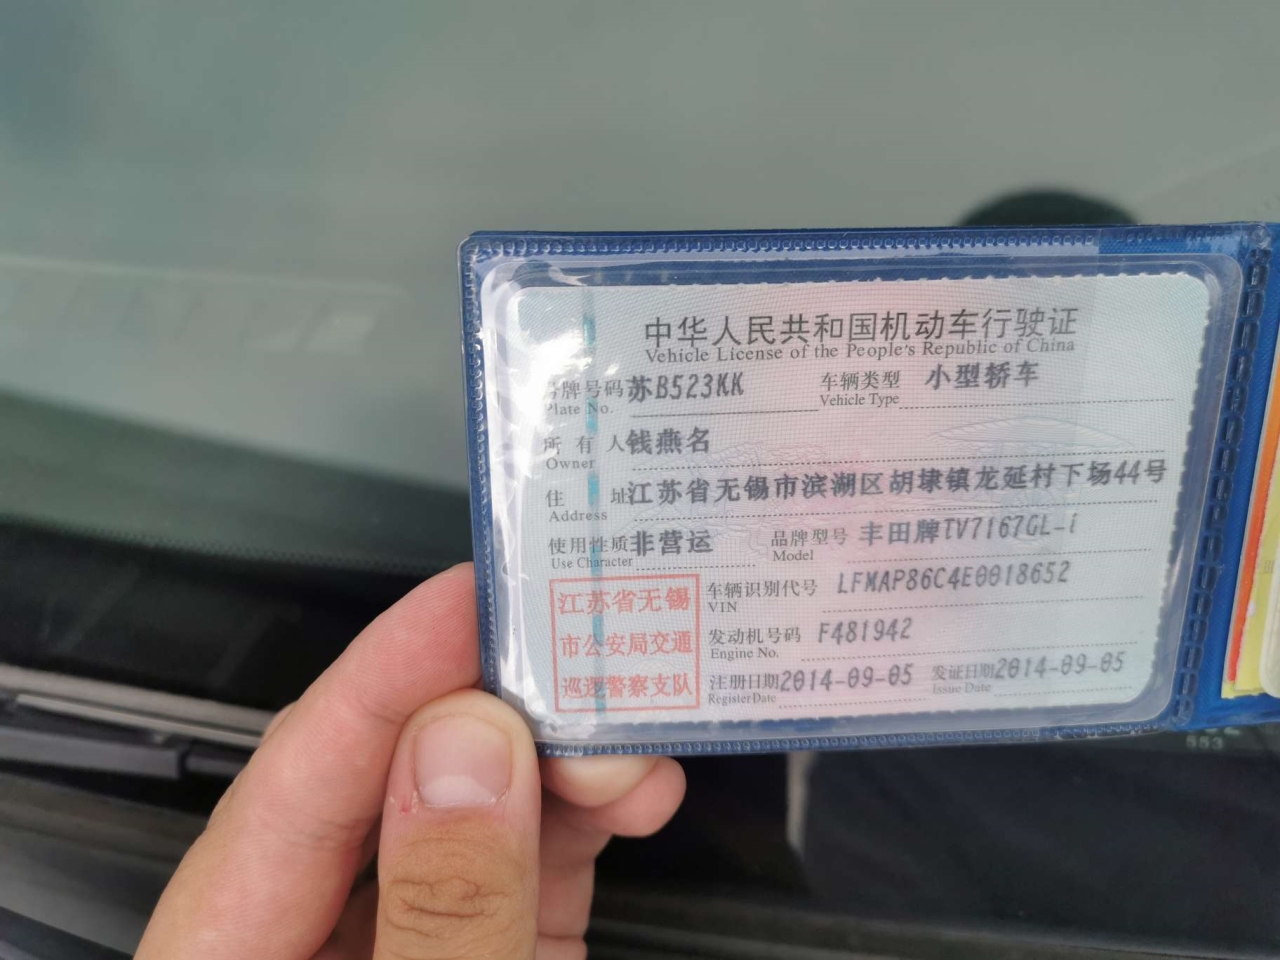 中华人民共和国机动车行驶证
Vehicle License of the People's Republic of China
号牌号码 苏B523KK 车辆类型 小型轿车
Plate No. Vehicle Type
所有人 钱燕名
Owner
住址 江苏省无锡市滨湖区胡埭镇龙延村下场44号
Address
使用性质 非营运 品牌型号 丰田牌TV7167GL-i
Use Character Model
江苏省无锡
市公安局交通
巡逻警察支队
车辆识别代号 LFMAP86C4E0018652
VIN
发动机号码 F481942
Engine No.
注册日期 2014-09-05 发证日期 2014-09-05
Register Date Issue Date
553